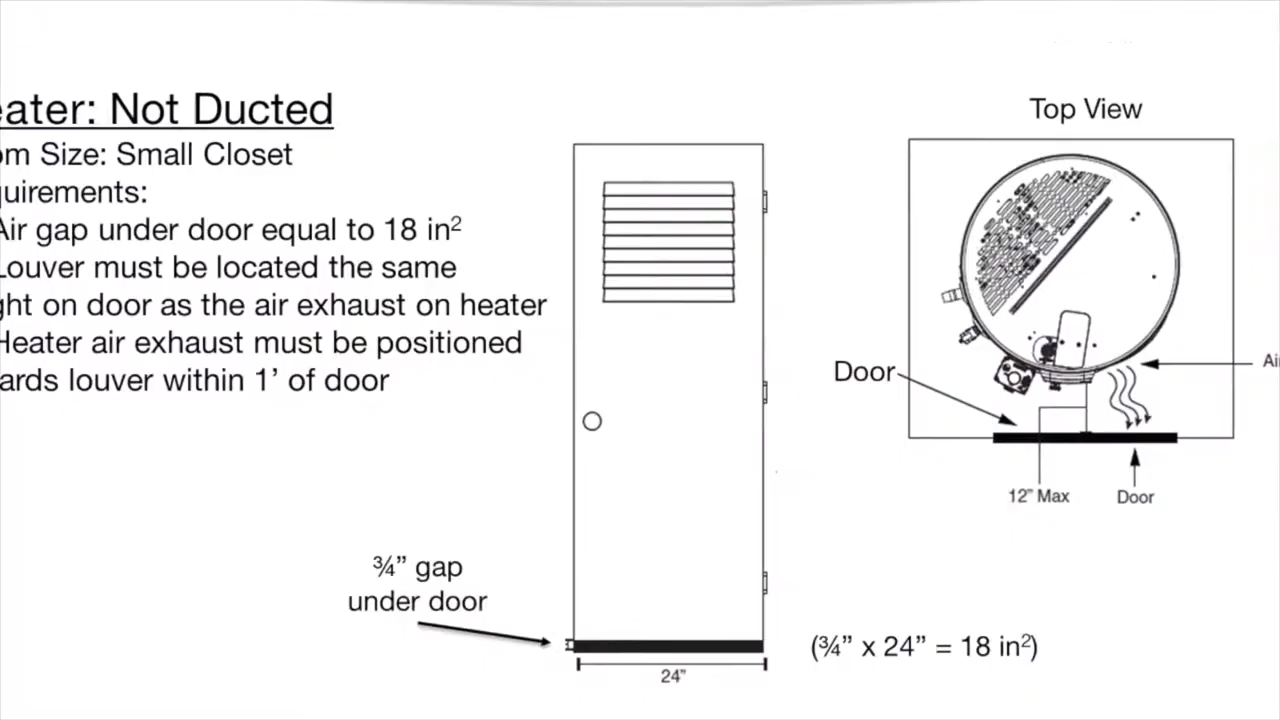 eater: Not Ducted
om Size: Small Closet
quirements:
Air gap under door equal to 18 in²
Louver must be located the same
ght on door as the air exhaust on heater
Heater air exhaust must be positioned
ards louver within 1’ of door
¾” gap
under door
24”
(¾” x 24” = 18 in²)
Top View
Door
Air
12” Max
Door